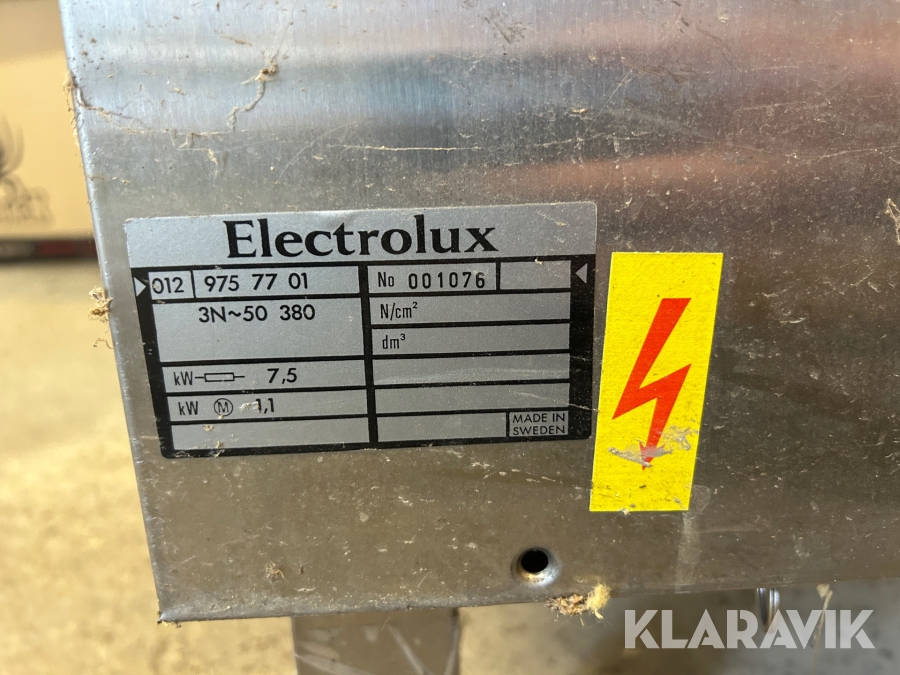 Electrolux
012 975 77 01
No 001076
3N~50 380
N/cm²
dm³
kW 7,5
kW M 1,1
MADE IN
SWEDEN
KLARAVIK